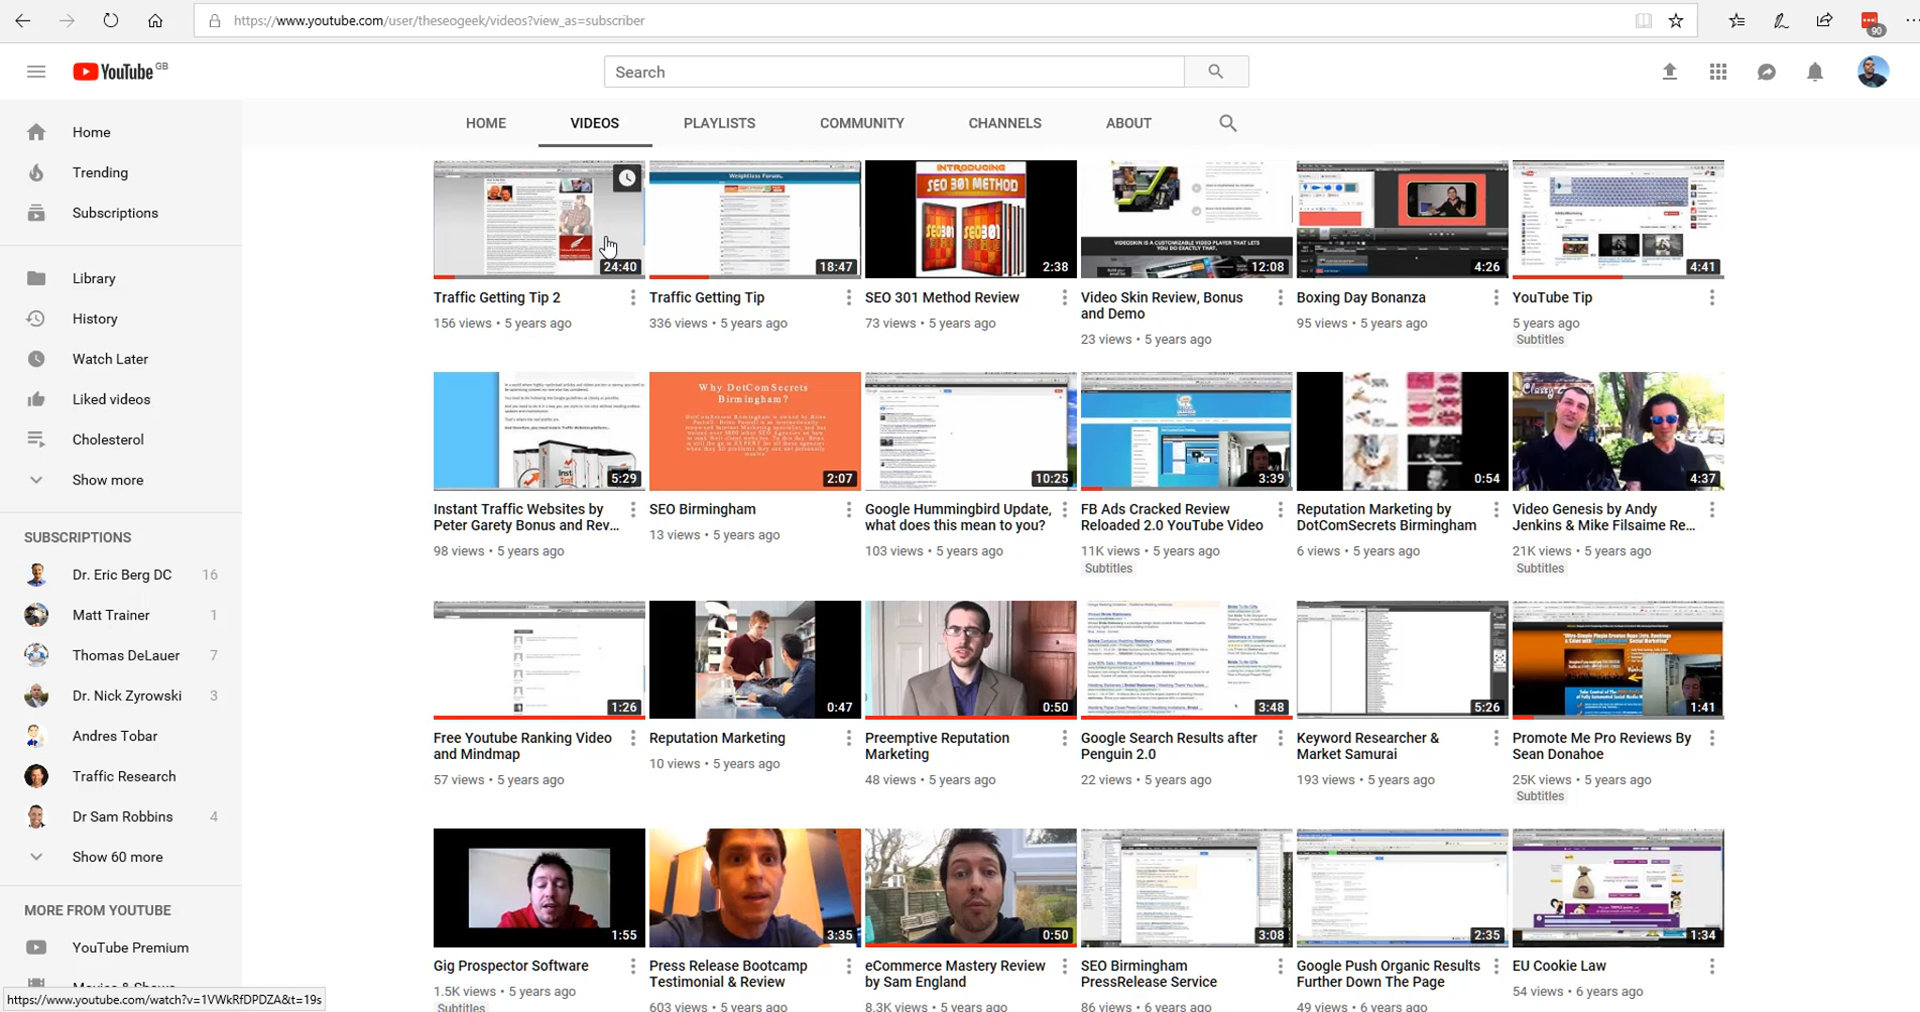 https://www.youtube.com/user/theseogeek/videos?view_as=subscriber
90
YouTube GB
Search
HOME
VIDEOS
PLAYLISTS
COMMUNITY
CHANNELS
ABOUT
Home
Trending
Subscriptions
Library
History
Watch Later
Liked videos
Cholesterol
Show more
SUBSCRIPTIONS
Dr. Eric Berg DC 16
Matt Trainer 1
Thomas DeLauer 7
Dr. Nick Zyrowski 3
Andres Tobar
Traffic Research
Dr Sam Robbins 4
Show 60 more
MORE FROM YOUTUBE
YouTube Premium
https://www.youtube.com/watch?v=1VWkRfDPDZA&t=19s
24:40
Traffic Getting Tip 2
156 views • 5 years ago
Weightless Forum.
18:47
Traffic Getting Tip
336 views • 5 years ago
INTRODUCING
SEO 301 METHOD
SEO301
SEO301
2:38
SEO 301 Method Review
73 views • 5 years ago
VIDEOSKIN IS A CUSTOMIZABLE VIDEO PLAYER THAT LETS
YOU DO EXACTLY THAT.
12:08
Video Skin Review, Bonus
and Demo
23 views • 5 years ago
4:26
Boxing Day Bonanza
95 views • 5 years ago
4:41
YouTube Tip
5 years ago
Subtitles
5:29
Instant Traffic Websites by
Peter Garety Bonus and Rev...
98 views • 5 years ago
Why DotComSecrets
Birmingham?
2:07
SEO Birmingham
13 views • 5 years ago
10:25
Google Hummingbird Update,
what does this mean to you?
103 views • 5 years ago
3:39
FB Ads Cracked Review
Reloaded 2.0 YouTube Video
11K views • 5 years ago
Subtitles
0:54
Reputation Marketing by
DotComSecrets Birmingham
6 views • 5 years ago
4:37
Video Genesis by Andy
Jenkins & Mike Filsaime Re...
21K views • 5 years ago
Subtitles
1:26
Free Youtube Ranking Video
and Mindmap
57 views • 5 years ago
0:47
Reputation Marketing
10 views • 5 years ago
0:50
Preemptive Reputation
Marketing
48 views • 5 years ago
3:48
Google Search Results after
Penguin 2.0
22 views • 5 years ago
5:26
Keyword Researcher &
Market Samurai
193 views • 5 years ago
1:41
Promote Me Pro Reviews By
Sean Donahoe
25K views • 5 years ago
Subtitles
1:55
Gig Prospector Software
1.5K views • 5 years ago
Subtitles
3:35
Press Release Bootcamp
Testimonial & Review
603 views • 5 years ago
0:50
eCommerce Mastery Review
by Sam England
8.3K views • 5 years ago
3:08
SEO Birmingham
PressRelease Service
86 views • 6 years ago
2:35
Google Push Organic Results
Further Down The Page
49 views • 6 years ago
1:34
EU Cookie Law
54 views • 6 years ago